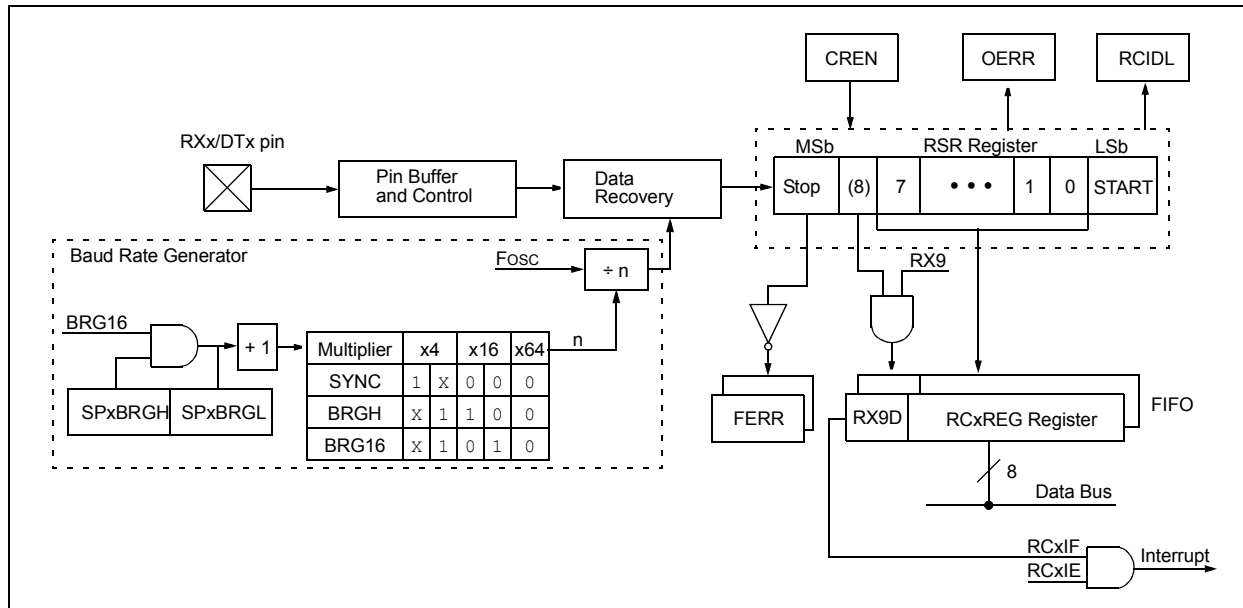 CREN OERR RCIDL
RXx/DTx pin
MSb RSR Register LSb
Pin Buffer
and Control
Data
Recovery
Stop (8) 7 • • • 1 0 START
Baud Rate Generator
FOSC
÷ n
RX9
BRG16
+ 1
n
Multiplier x4 x16 x64
SYNC 1 X 0 0 0
BRGH X 1 1 0 0
BRG16 X 1 0 1 0
SPxBRGH SPxBRGL
FERR
RX9D RCxREG Register
FIFO
8
Data Bus
RCxIF
RCxIE
Interrupt